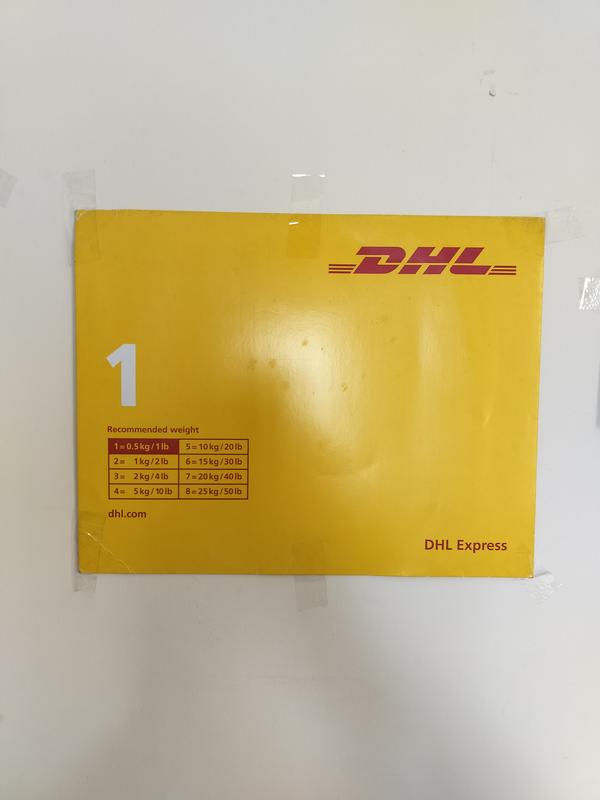 DHL
1
Recommended weight
1 = 0.5 kg / 1 lb 5 = 10 kg / 20 lb
2 = 1 kg / 2 lb 6 = 15 kg / 30 lb
3 = 2 kg / 4 lb 7 = 20 kg / 40 lb
4 = 5 kg / 10 lb 8 = 25 kg / 50 lb
dhl.com
DHL Express